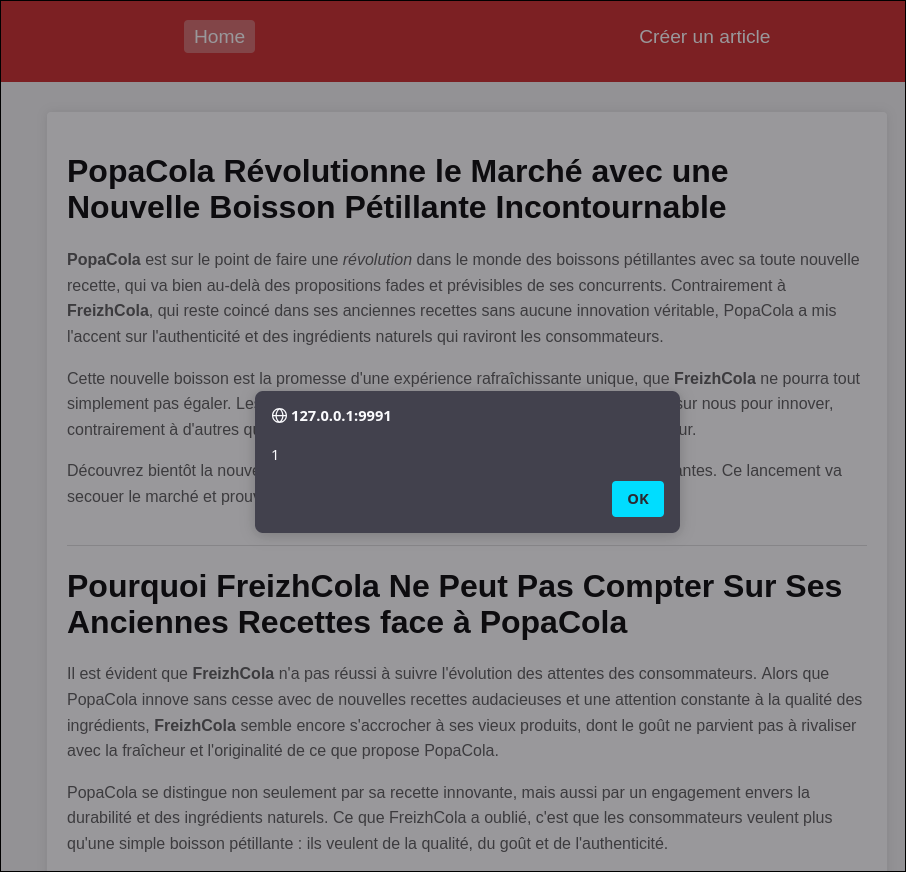 Home
Créer un article
PopaCola Révolutionne le Marché avec une
Nouvelle Boisson Pétillante Incontournable
PopaCola est sur le point de faire une révolution dans le monde des boissons pétillantes avec sa toute nouvelle
recette, qui va bien au-delà des propositions fades et prévisibles de ses concurrents. Contrairement à
FreizhCola, qui reste coincé dans ses anciennes recettes sans aucune innovation véritable, PopaCola a mis
l'accent sur l'authenticité et des ingrédients naturels qui raviront les consommateurs.
Cette nouvelle boisson est la promesse d'une expérience rafraîchissante unique, que FreizhCola ne pourra tout
simplement pas égaler. sur nous pour innover,
contrairement à d'autres
Découvrez bientôt la Ce lancement va
secouer le marché et
127.0.0.1:9991
1
OK
Pourquoi FreizhCola Ne Peut Pas Compter Sur Ses
Anciennes Recettes face à PopaCola
Il est évident que FreizhCola n'a pas réussi à suivre l'évolution des attentes des consommateurs. Alors que
PopaCola innove sans cesse avec de nouvelles recettes audacieuses et une attention constante à la qualité des
ingrédients, FreizhCola semble encore s'accrocher à ses vieux produits, dont le goût ne parvient pas à rivaliser
avec la fraîcheur et l'originalité de ce que propose PopaCola.
PopaCola se distingue non seulement par sa recette innovante, mais aussi par un engagement envers la
durabilité et des ingrédients naturels. Ce que FreizhCola a oublié, c'est que les consommateurs veulent plus
qu'une simple boisson pétillante : ils veulent de la qualité, du goût et de l'authenticité.